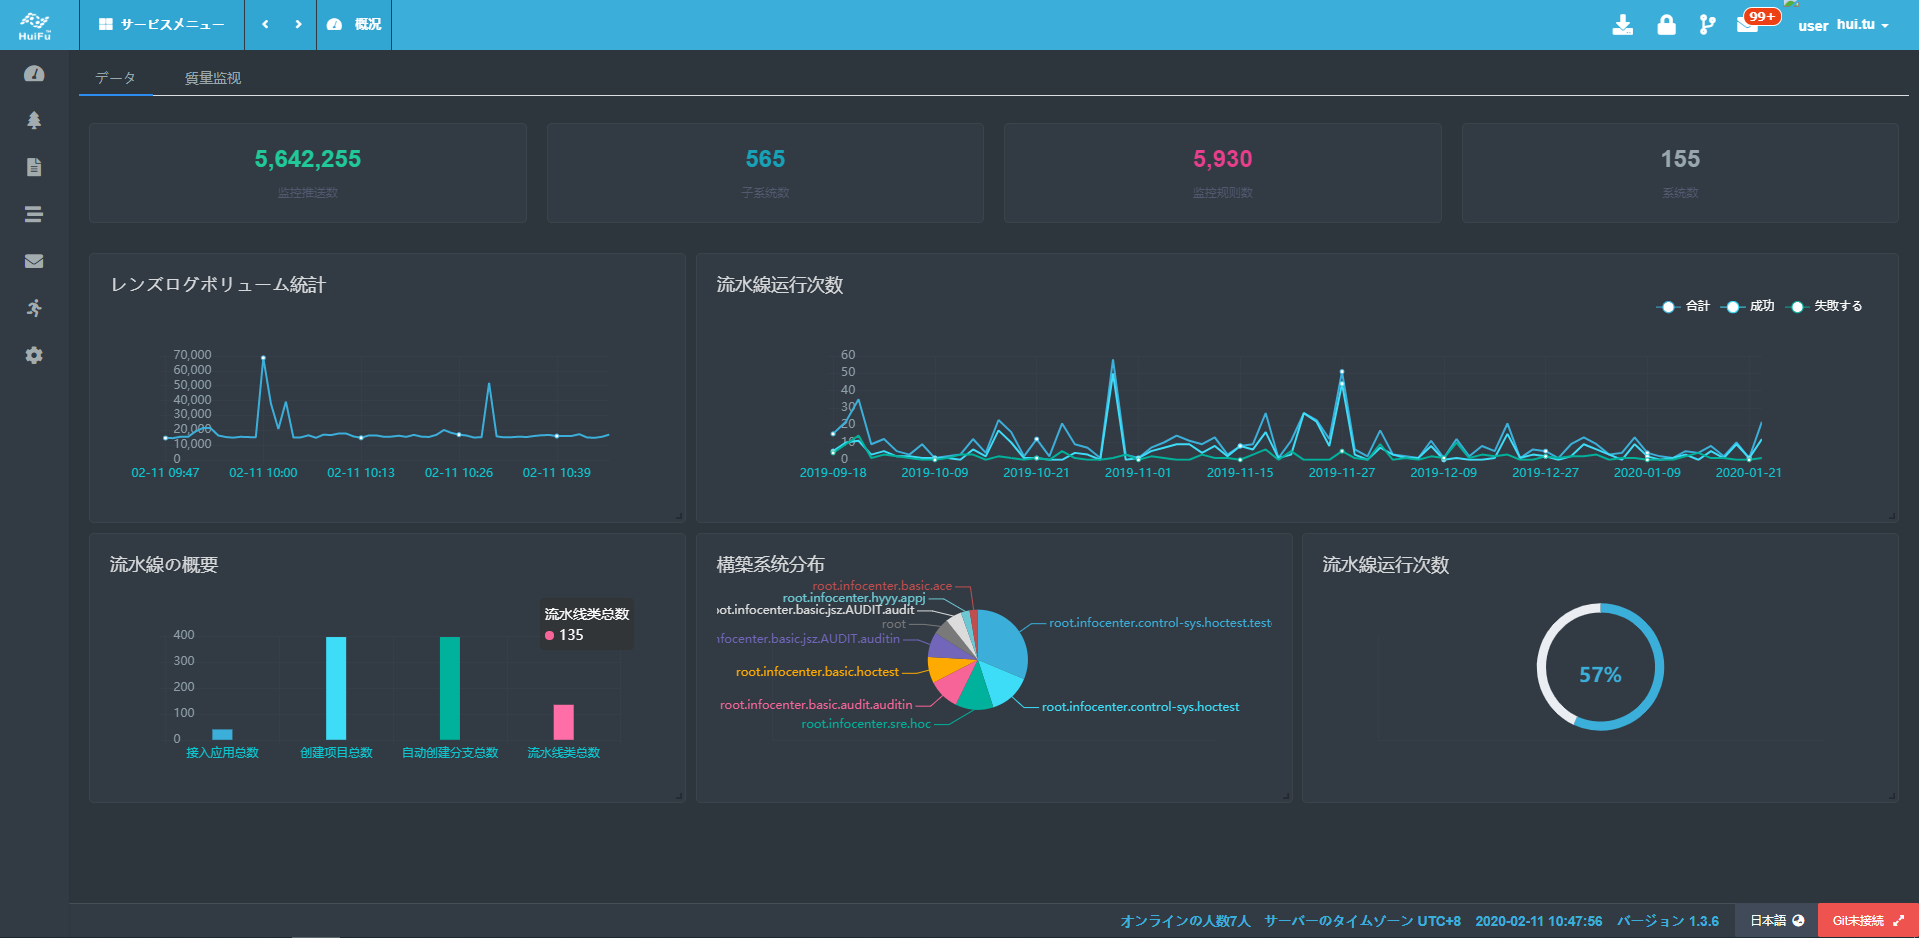 HuiFu
サービスメニュー
概况
99+
user hui.tu
データ
質量监视
5,642,255
监控推送数
565
子系统数
5,930
监控规则数
155
系统数
レンズログボリューム統計
70,000
60,000
50,000
40,000
30,000
20,000
10,000
0
02-11 09:47 02-11 10:00 02-11 10:13 02-11 10:26 02-11 10:39
流水線运行次数
合計 成功 失敗する
60
50
40
30
20
10
0
2019-09-18 2019-10-09 2019-10-21 2019-11-01 2019-11-15 2019-11-27 2019-12-09 2019-12-27 2020-01-09 2020-01-21
流水線の概要
流水线类总数
135
400
300
200
100
0
接入应用总数 创建项目总数 自动创建分支总数 流水线类总数
構築系统分布
root.infocenter.basic.ace
root.infocenter.hyyy.appj
oot.infocenter.basic.jsz.AUDIT.audit
root
nfocenter.basic.jsz.AUDIT.auditin
root.infocenter.basic.hoctest
root.infocenter.basic.audit.auditin
root.infocenter.sre.hoc
root.infocenter.control-sys.hoctest.test
root.infocenter.control-sys.hoctest
流水線运行次数
57%
オンラインの人数7人 サーバーのタイムゾーン UTC+8 2020-02-11 10:47:56 バージョン 1.3.6
日本語
Git未接続